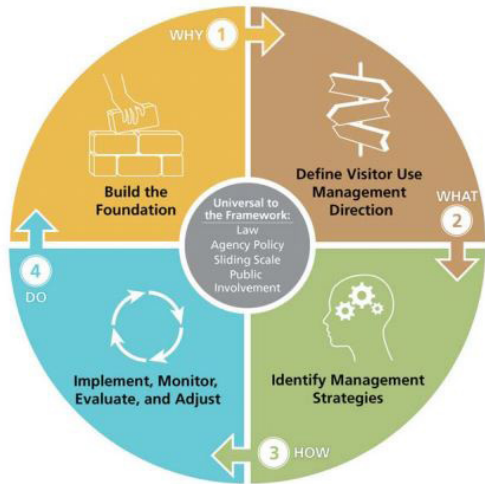 WHY 1
Build the
Foundation
Define Visitor Use
Management
Direction
WHAT
2
Universal to
the Framework:
Law
Agency Policy
Sliding Scale
Public
Involvement
Identify Management
Strategies
3 HOW
Implement, Monitor,
Evaluate, and Adjust
4
DO